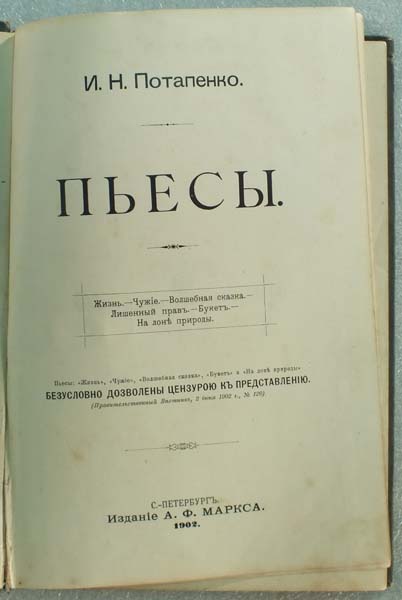 И. Н. Потапенко.
ПЬЕСЫ.
Жизнь.—Чужіе.—Волшебная сказка.—
Лишенный правъ.—Букетъ.—
На лонѣ природы.
Пьесы: «Жизнь», «Чужіе», «Волшебная сказка», «Букетъ» и «На лонѣ природы»
БЕЗУСЛОВНО ДОЗВОЛЕНЫ ЦЕНЗУРОЮ КЪ ПРЕДСТАВЛЕНІЮ.
(Правительственный Вѣстникъ, 2 іюня 1902 г., № 120).
С.-ПЕТЕРБУРГЪ.
Изданіе А. Ф. МАРКСА.
1902.